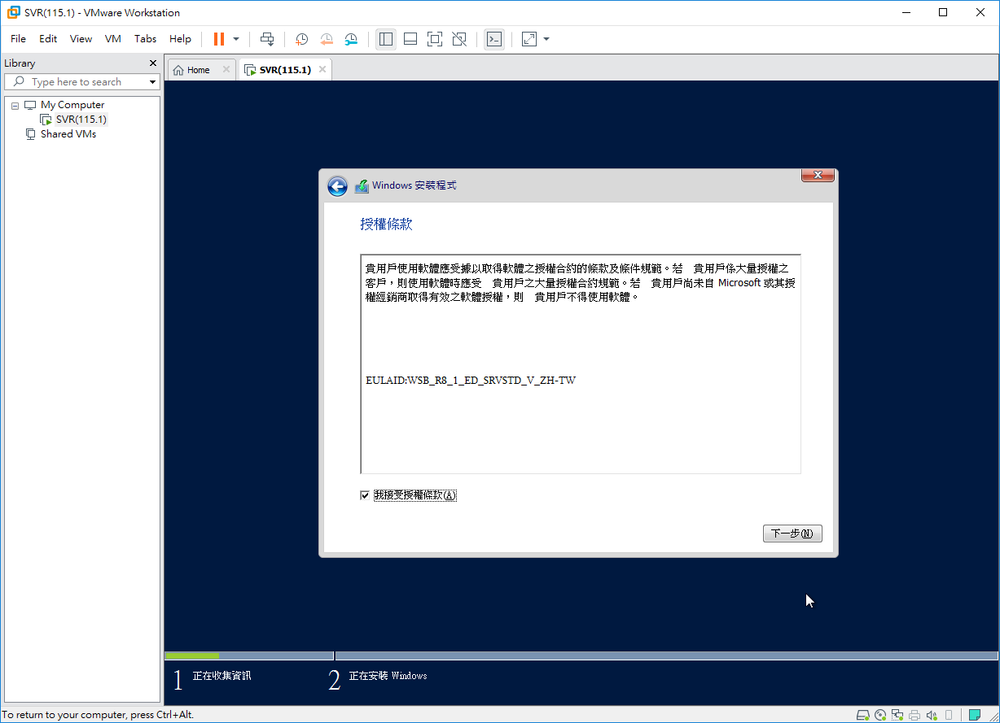 SVR(115.1) - VMware Workstation
File Edit View VM Tabs Help
Library
Type here to search
Home
SVR(115.1)
My Computer
SVR(115.1)
Shared VMs
Windows 安裝程式
授權條款
貴用戶使用軟體應受據以取得軟體之授權合約的條款及條件規範。若 貴用戶係大量授權之
客戶，則使用軟體時應受 貴用戶之大量授權合約規範。若 貴用戶尚未自 Microsoft 或其授
權經銷商取得有效之軟體授權，則 貴用戶不得使用軟體。
EULAID:WSB_R8_1_ED_SRVSTD_V_ZH-TW
我接受授權條款(A)
下一步(N)
1 正在收集資訊
2 正在安裝 Windows
To return to your computer, press Ctrl+Alt.